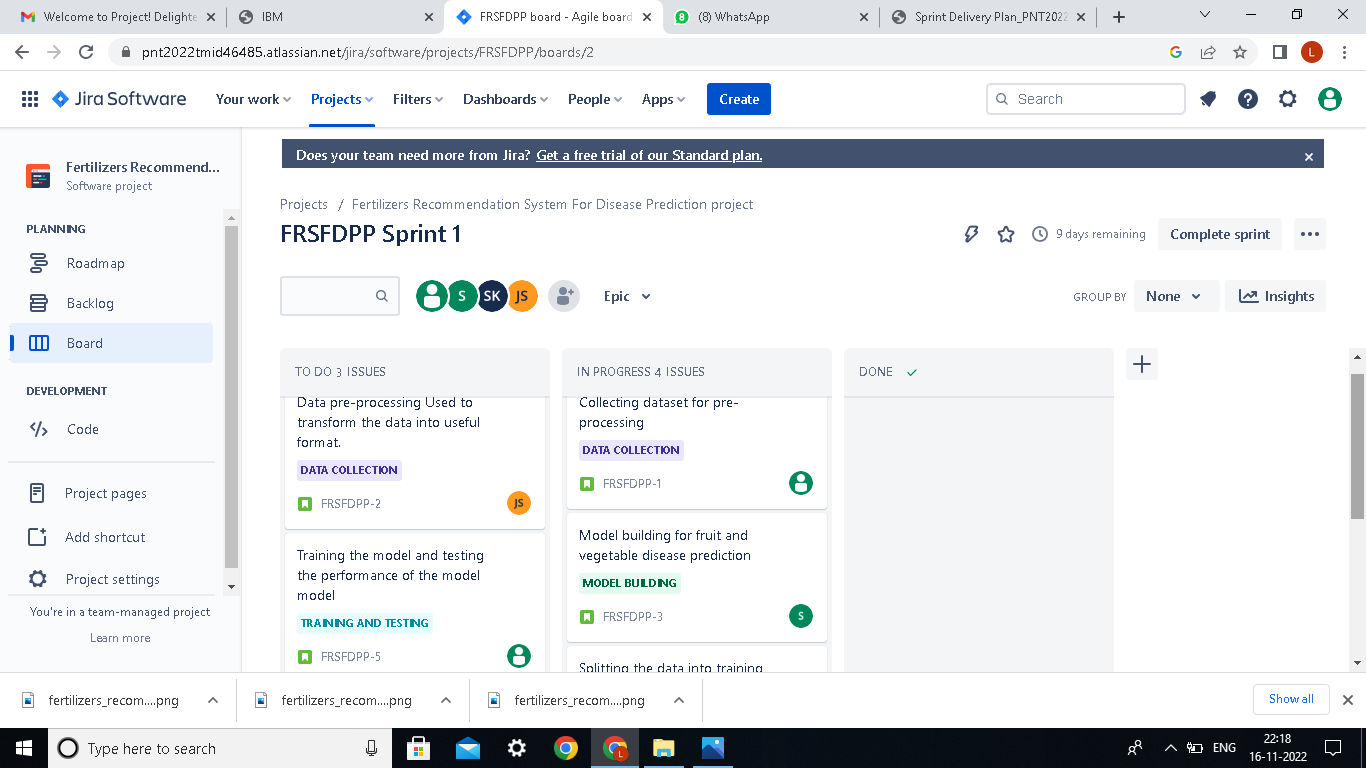 Welcome to Project! Delighte
IBM
FRSFDPP board - Agile board
8
(8) WhatsApp
Sprint Delivery Plan_PNT2022
pnt2022tmid46485.atlassian.net/jira/software/projects/FRSFDPP/boards/2
L
Jira Software
Your work
Projects
Filters
Dashboards
People
Apps
Create
Search
Fertilizers Recommend...
Software project
PLANNING
Roadmap
Backlog
Board
DEVELOPMENT
Code
Project pages
Add shortcut
Project settings
You're in a team-managed project
Learn more
Does your team need more from Jira? Get a free trial of our Standard plan.
Projects / Fertilizers Recommendation System For Disease Prediction project
FRSFDPP Sprint 1
9 days remaining
Complete sprint
S
SK
JS
Epic
GROUP BY
None
Insights
TO DO 3 ISSUES
Data pre-processing Used to
transform the data into useful
format.
DATA COLLECTION
FRSFDPP-2
JS
Training the model and testing
the performance of the model
model
TRAINING AND TESTING
FRSFDPP-5
IN PROGRESS 4 ISSUES
Collecting dataset for pre-
processing
DATA COLLECTION
FRSFDPP-1
Model building for fruit and
vegetable disease prediction
MODEL BUILDING
FRSFDPP-3
S
Splitting the data into training
DONE
fertilizers_recom....png
fertilizers_recom....png
fertilizers_recom....png
Show all
Type here to search
L
ENG
22:18
16-11-2022